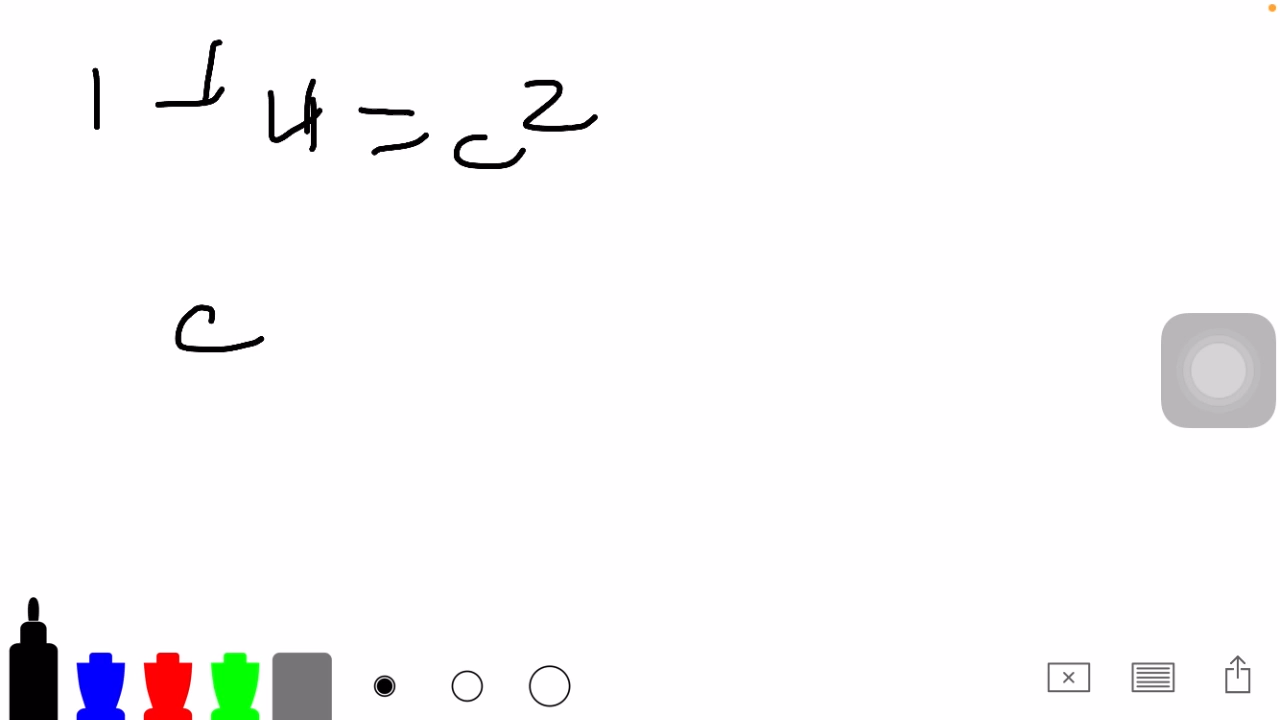 1 + 4 = c²
c